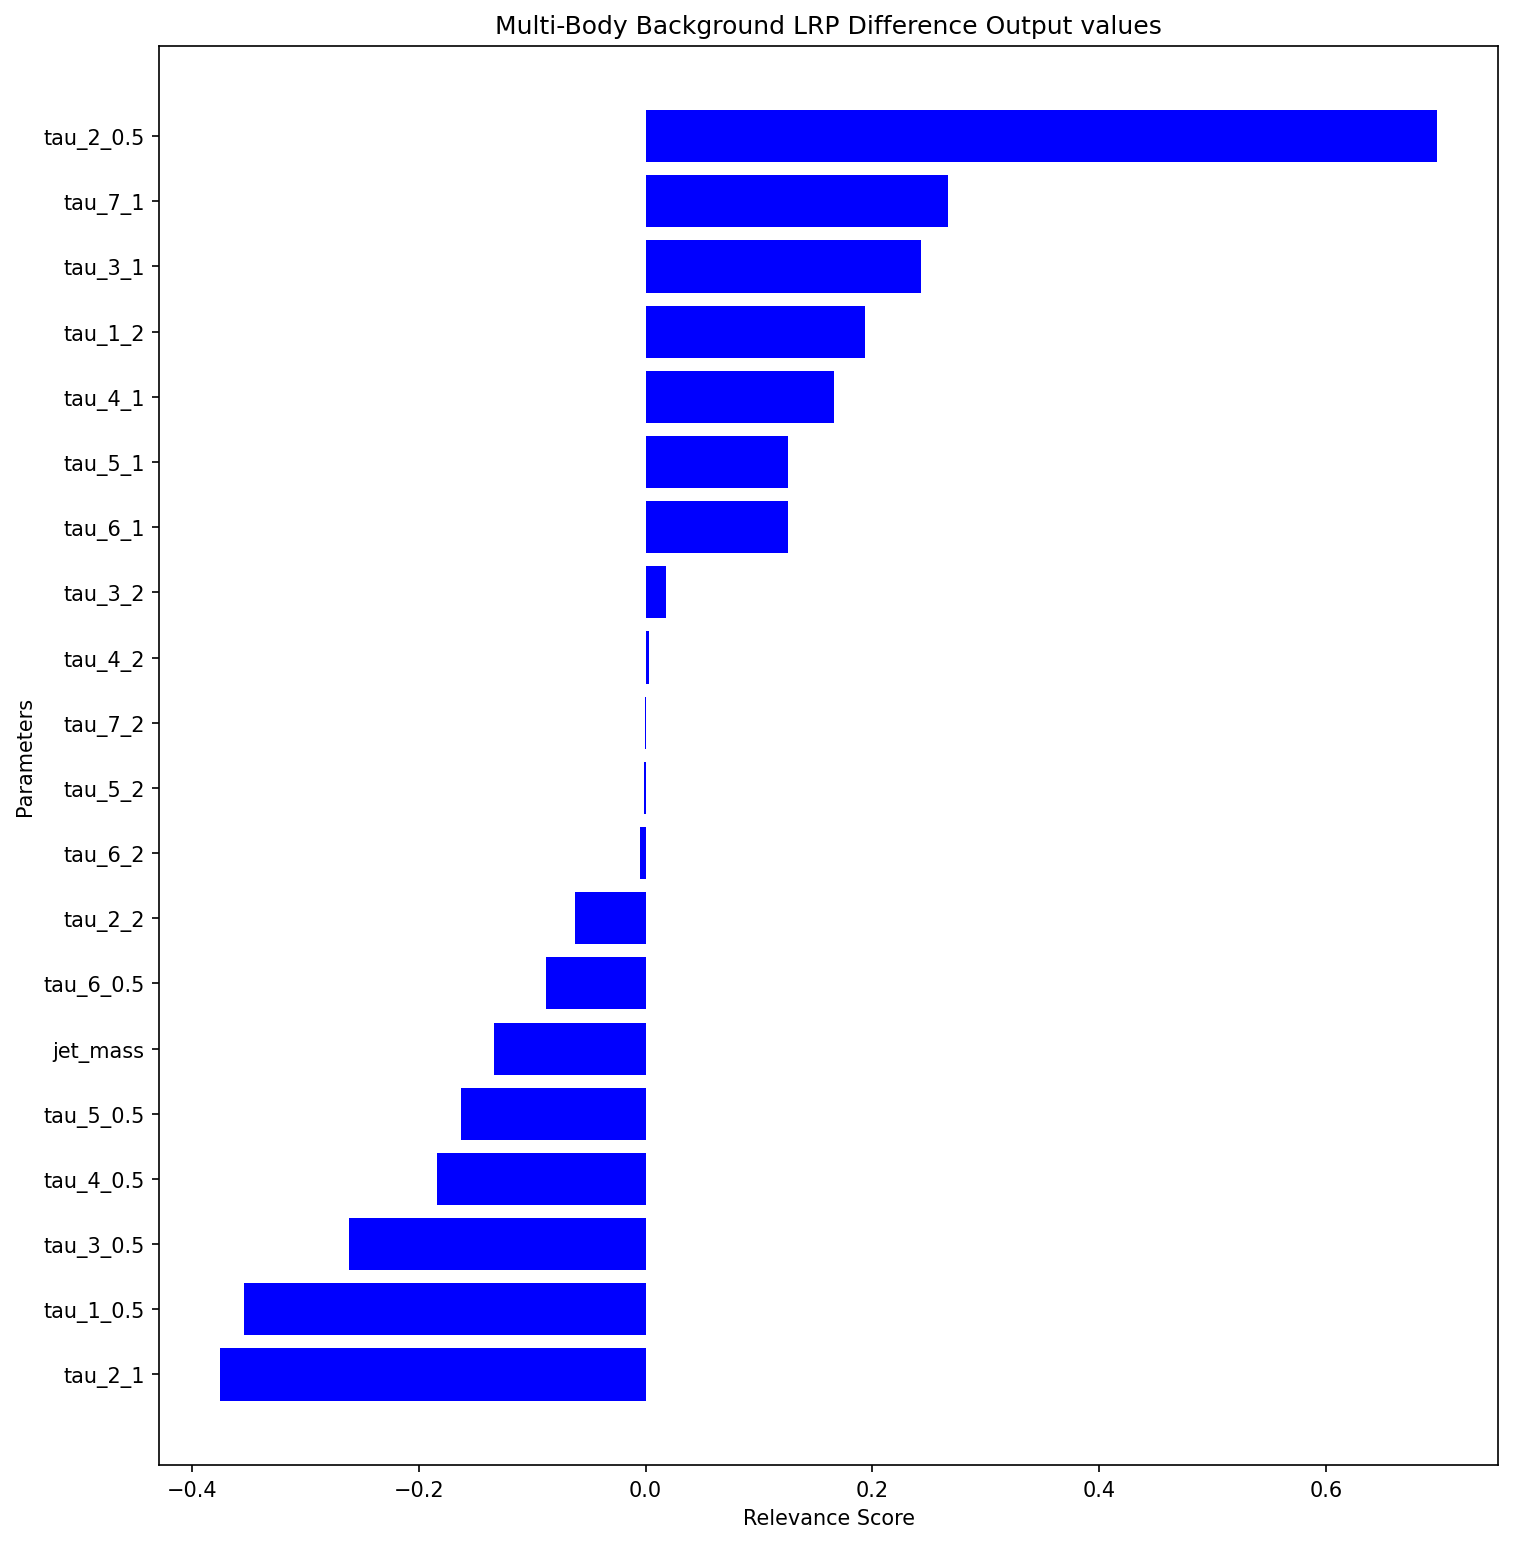 Multi-Body Background LRP Difference Output values
tau_2_0.5
tau_7_1
tau_3_1
tau_1_2
tau_4_1
tau_5_1
tau_6_1
tau_3_2
tau_4_2
tau_7_2
tau_5_2
tau_6_2
tau_2_2
tau_6_0.5
jet_mass
tau_5_0.5
tau_4_0.5
tau_3_0.5
tau_1_0.5
tau_2_1
Parameters
−0.4 −0.2 0.0 0.2 0.4 0.6
Relevance Score